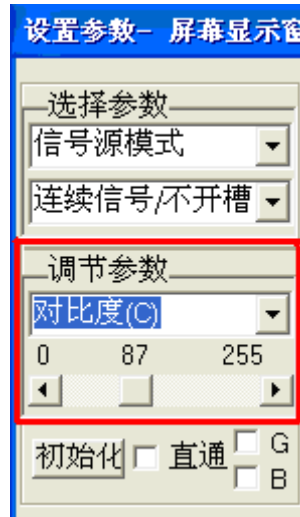 设置参数- 屏幕显示窗
选择参数
信号源模式
连续信号/不开槽
调节参数
对比度(C)
0 87 255
初始化 直通 G
B